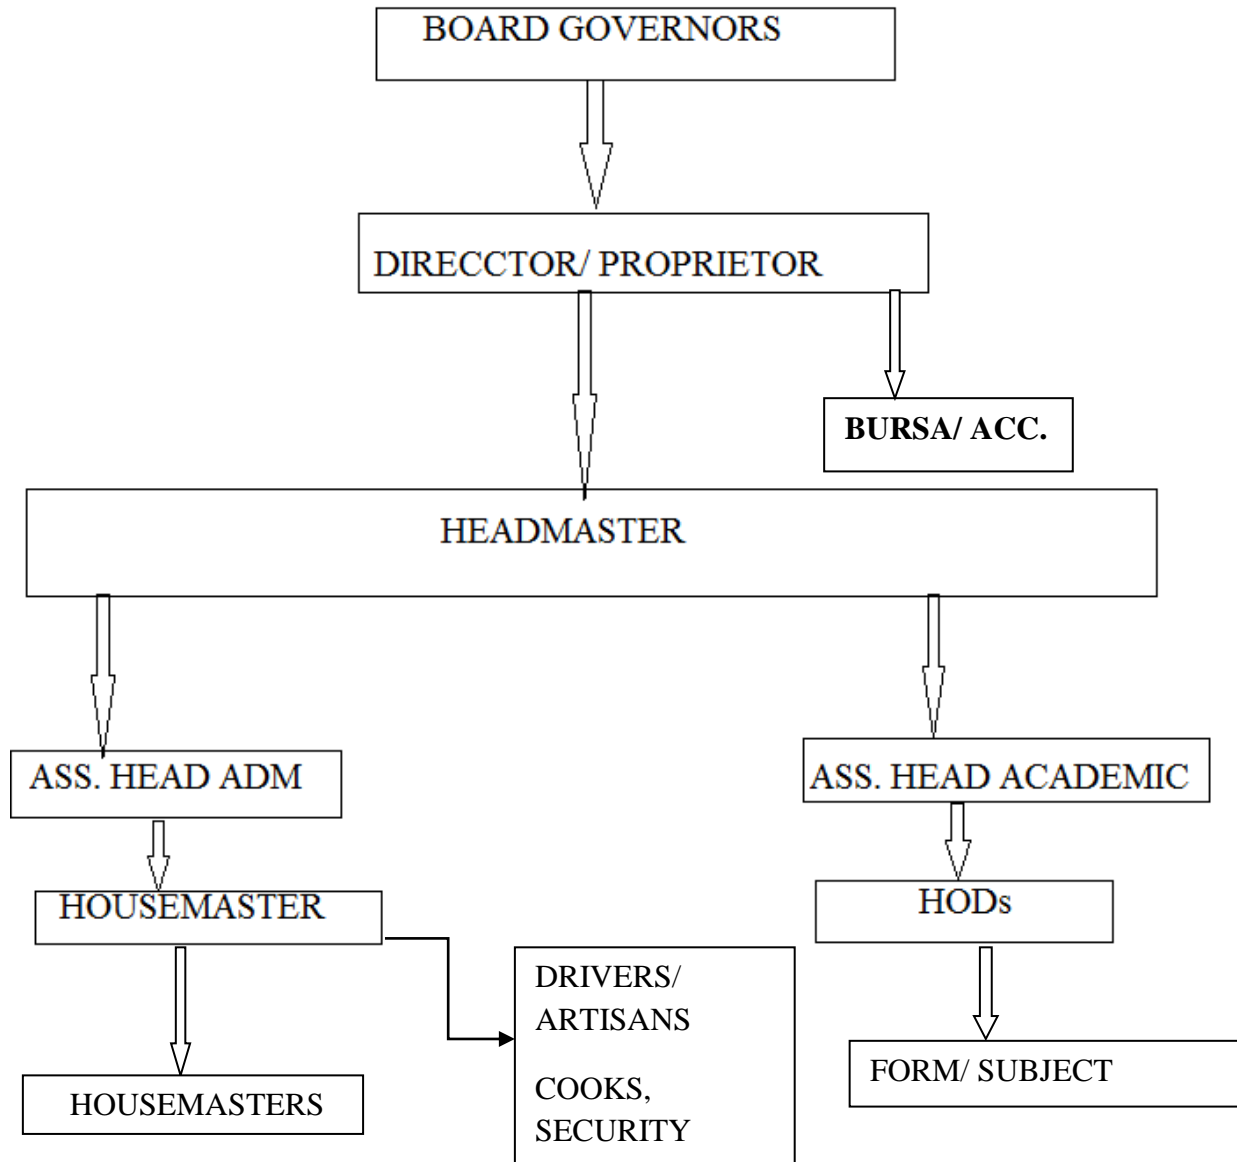 BOARD GOVERNORS
DIRECCTOR/ PROPRIETOR
BURSA/ ACC.
HEADMASTER
ASS. HEAD ADM
ASS. HEAD ACADEMIC
HOUSEMASTER
HODs
DRIVERS/
ARTISANS
COOKS,
SECURITY
FORM/ SUBJECT
HOUSEMASTERS